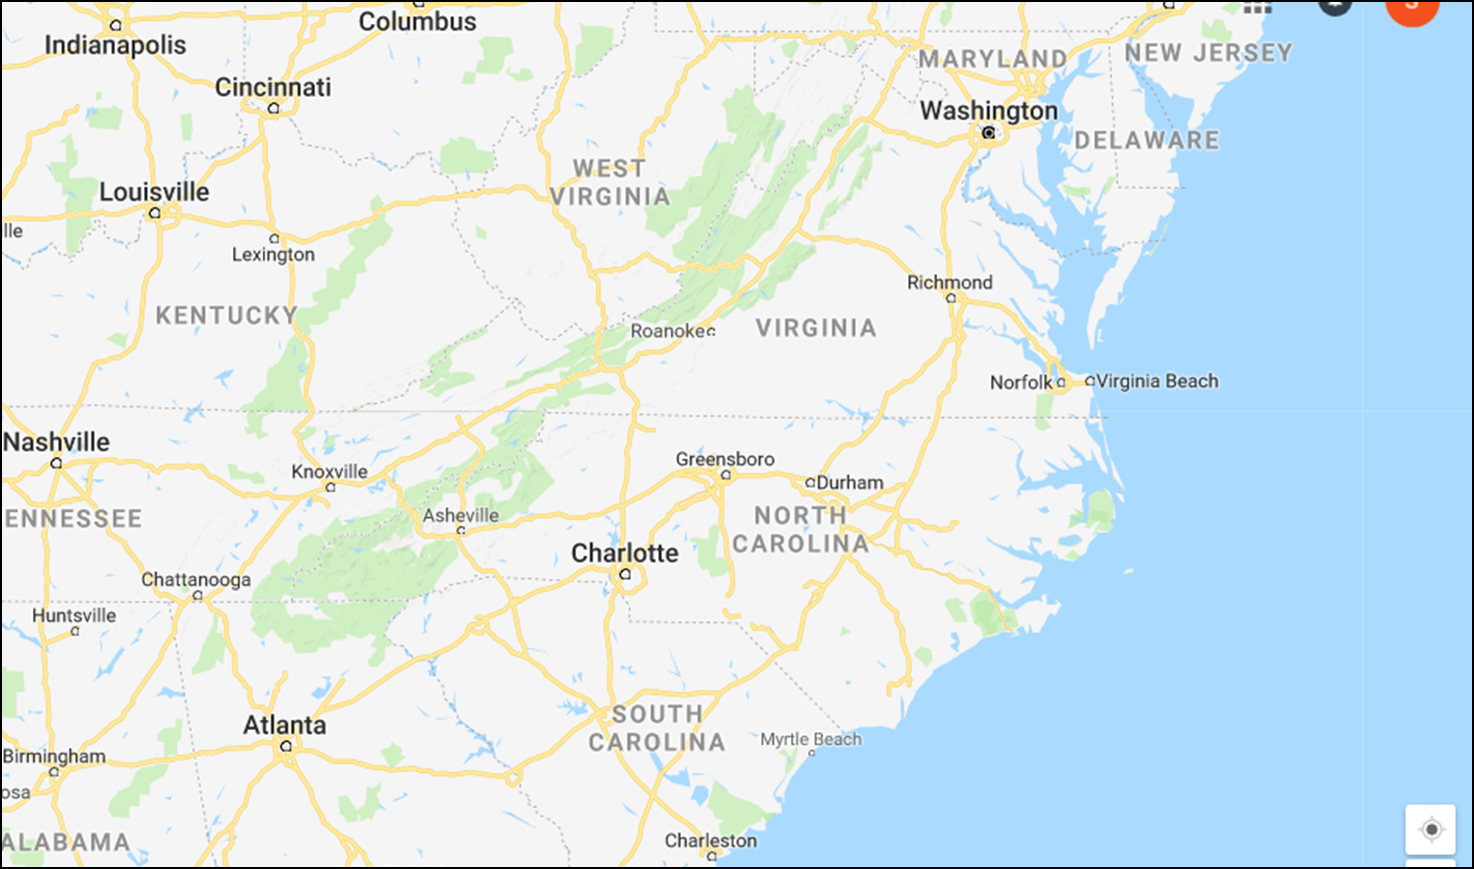 Columbus
Indianapolis
MARYLAND
NEW JERSEY
Cincinnati
Washington
DELAWARE
WEST
VIRGINIA
Louisville
lle
Lexington
Richmond
KENTUCKY
Roanoke
VIRGINIA
Norfolk
Virginia Beach
Nashville
Greensboro
Knoxville
Durham
ENNESSEE
Asheville
NORTH
CAROLINA
Charlotte
Chattanooga
Huntsville
Atlanta
SOUTH
CAROLINA
Myrtle Beach
Birmingham
osa
ALABAMA
Charleston